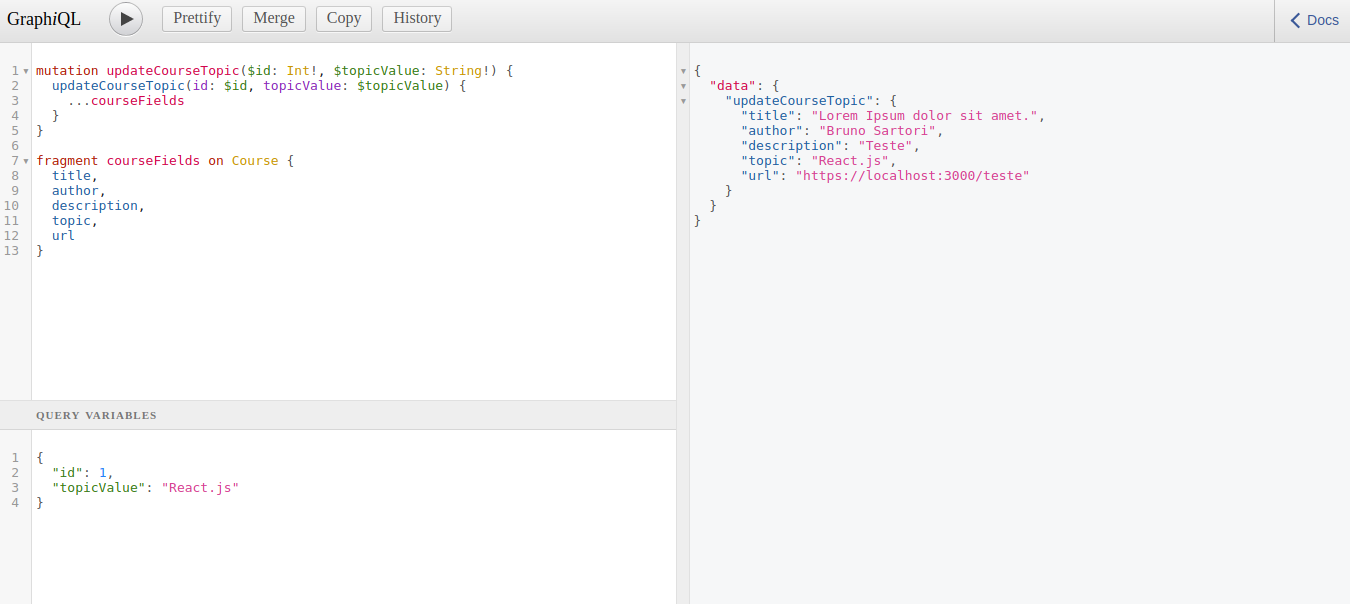 GraphiQL Prettify Merge Copy History Docs
1 mutation updateCourseTopic($id: Int!, $topicValue: String!) {
2   updateCourseTopic(id: $id, topicValue: $topicValue) {
3     ...courseFields
4   }
5 }
6
7 fragment courseFields on Course {
8   title,
9   author,
10   description,
11   topic,
12   url
13 }
QUERY VARIABLES
1 {
2   "id": 1,
3   "topicValue": "React.js"
4 }
{
  "data": {
    "updateCourseTopic": {
      "title": "Lorem Ipsum dolor sit amet.",
      "author": "Bruno Sartori",
      "description": "Teste",
      "topic": "React.js",
      "url": "https://localhost:3000/teste"
    }
  }
}